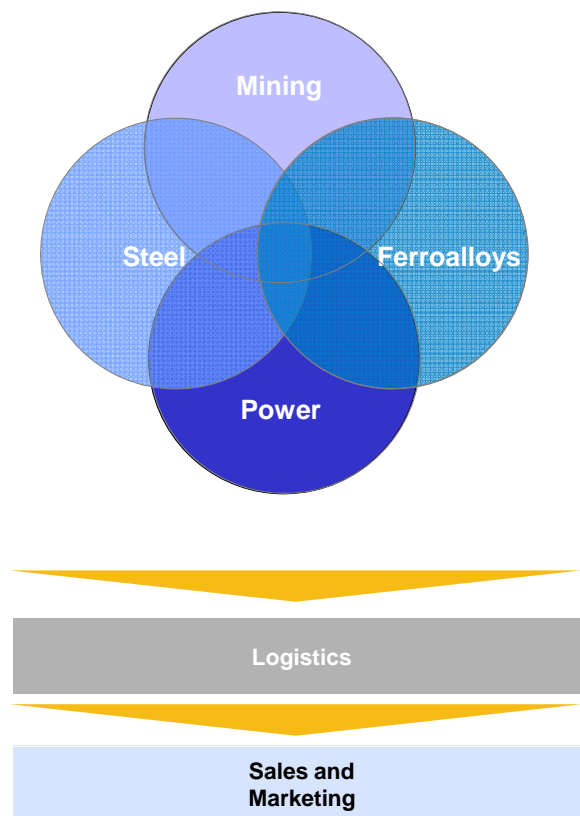 Mining
Steel
Ferroalloys
Power
Logistics
Sales and
Marketing